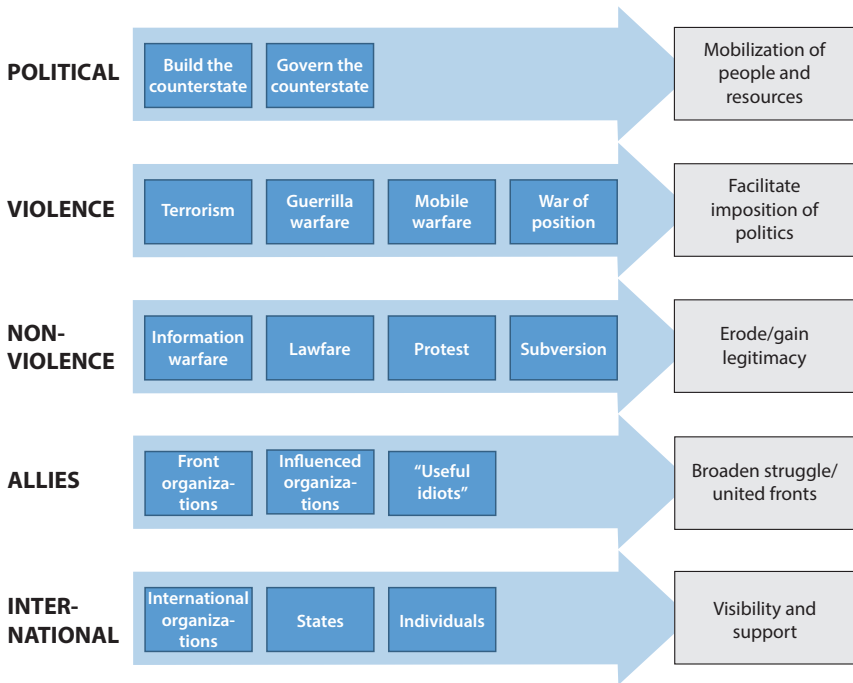 POLITICAL
Build the
counterstate
Govern the
counterstate
Mobilization of
people and
resources
VIOLENCE
Terrorism
Guerrilla
warfare
Mobile
warfare
War of
position
Facilitate
imposition of
politics
NON-
VIOLENCE
Information
warfare
Lawfare
Protest
Subversion
Erode/gain
legitimacy
ALLIES
Front
organiza-
tions
Influenced
organiza-
tions
“Useful
idiots”
Broaden struggle/
united fronts
INTER-
NATIONAL
International
organiza-
tions
States
Individuals
Visibility and
support